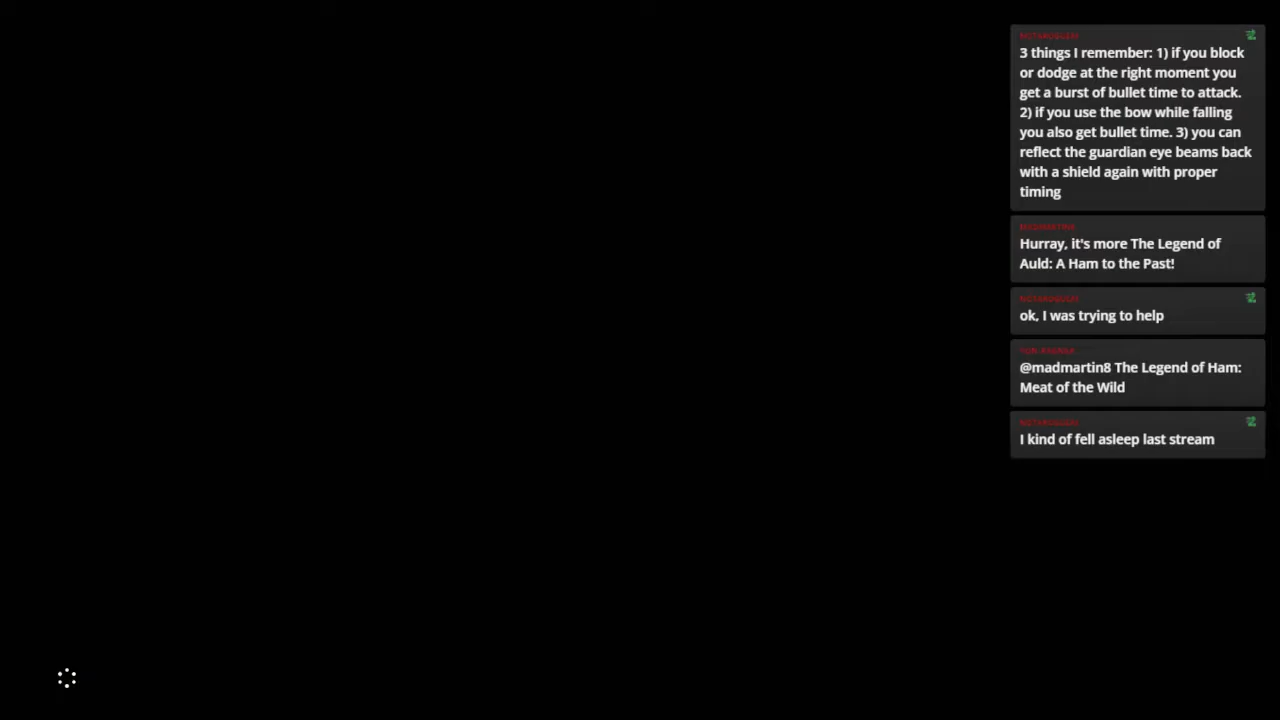 3 things I remember: 1) if you block
or dodge at the right moment you
get a burst of bullet time to attack.
2) if you use the bow while falling
you also get bullet time. 3) you can
reflect the guardian eye beams back
with a shield again with proper
timing
Hurray, it's more The Legend of
Auld: A Ham to the Past!
ok, I was trying to help
@madmartin8 The Legend of Ham:
Meat of the Wild
I kind of fell asleep last stream